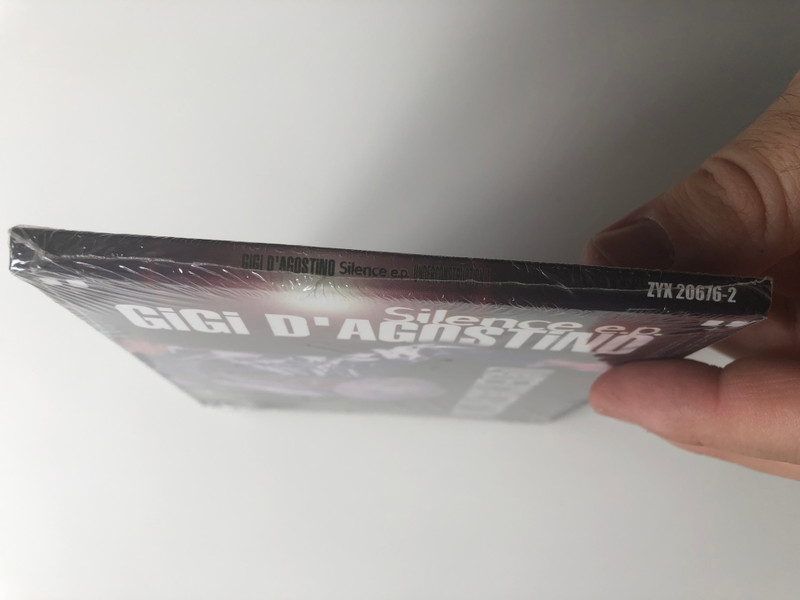 GIGI D'AGOSTINO Silence e.p.
ZYX 20676-2
Silence e.p.
GIGI D'AGOSTINO